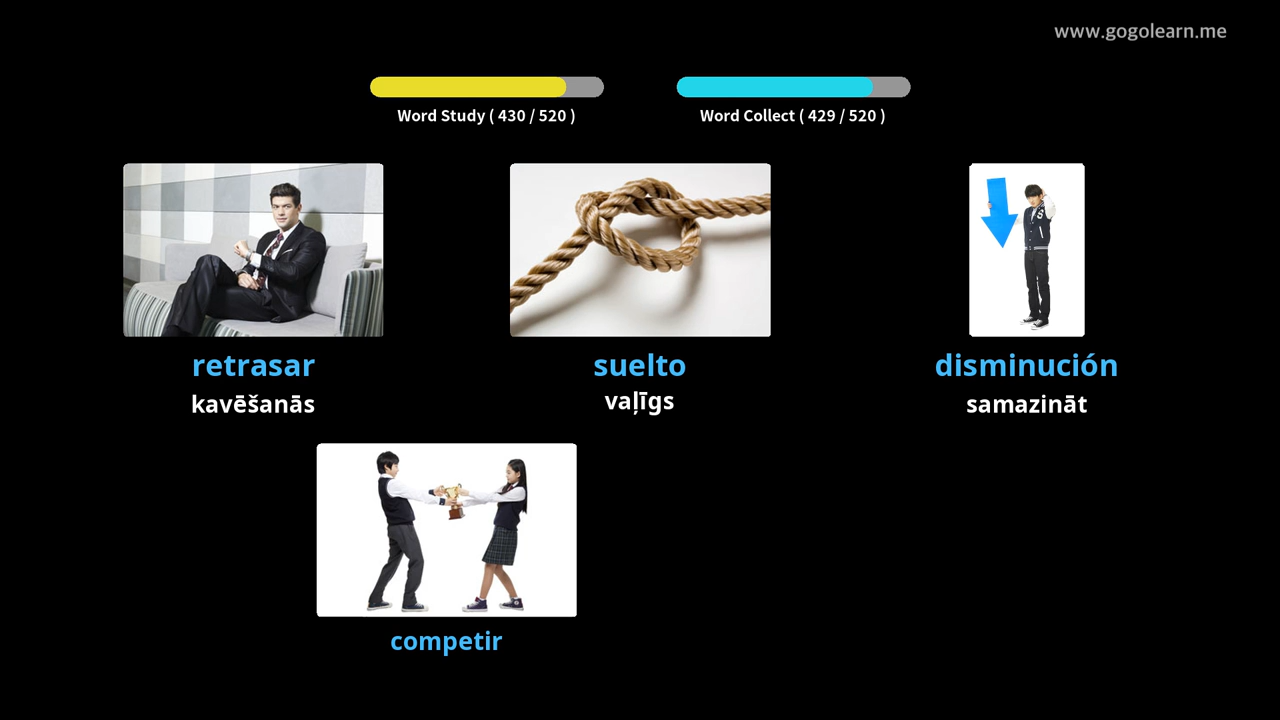 www.gogolearn.me
Word Study ( 430 / 520 )
Word Collect ( 429 / 520 )
retrasar
kavēšanās
suelto
vaļīgs
disminución
samazināt
competir